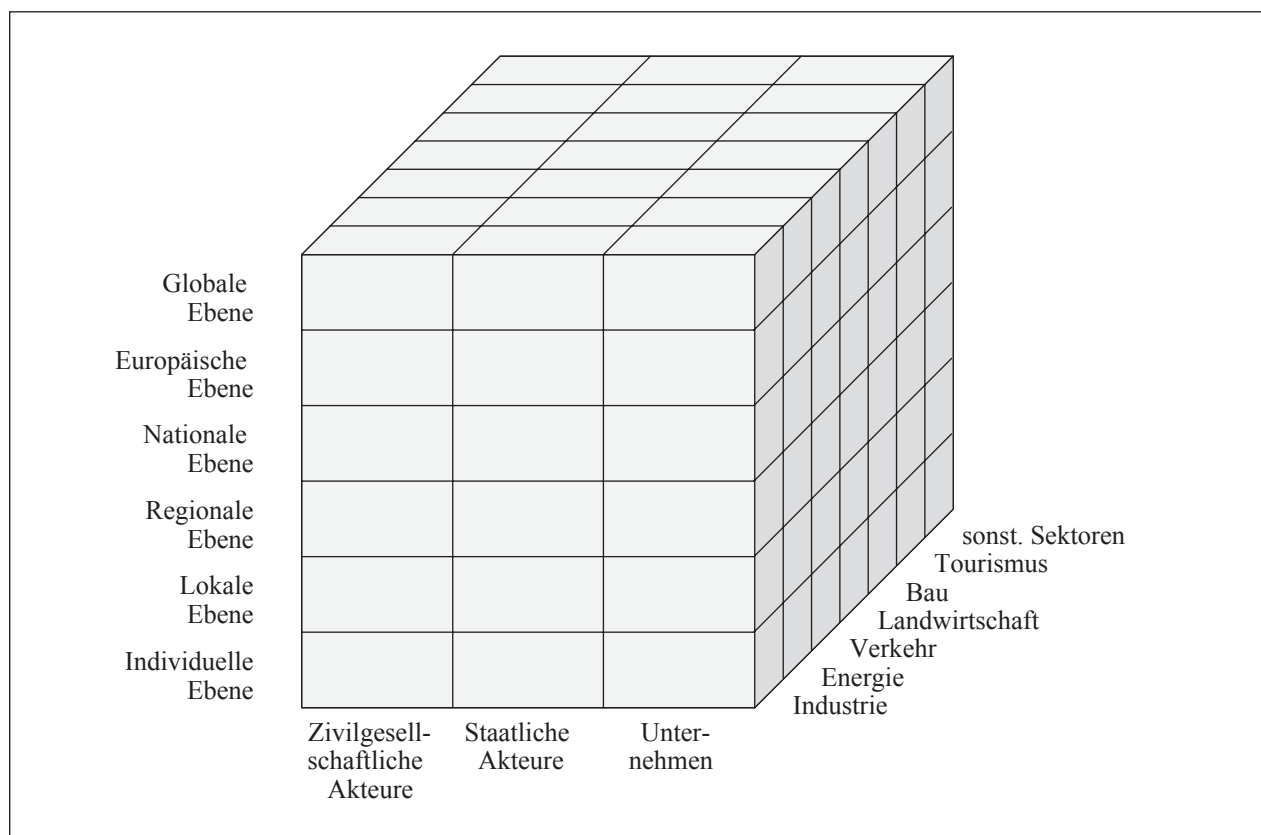 Globale
Ebene
Europäische
Ebene
Nationale
Ebene
Regionale
Ebene
Lokale
Ebene
Individuelle
Ebene
Zivilgesell-
schaftliche
Akteure
Staatliche
Akteure
Unter-
nehmen
sonst. Sektoren
Tourismus
Bau
Landwirtschaft
Verkehr
Energie
Industrie